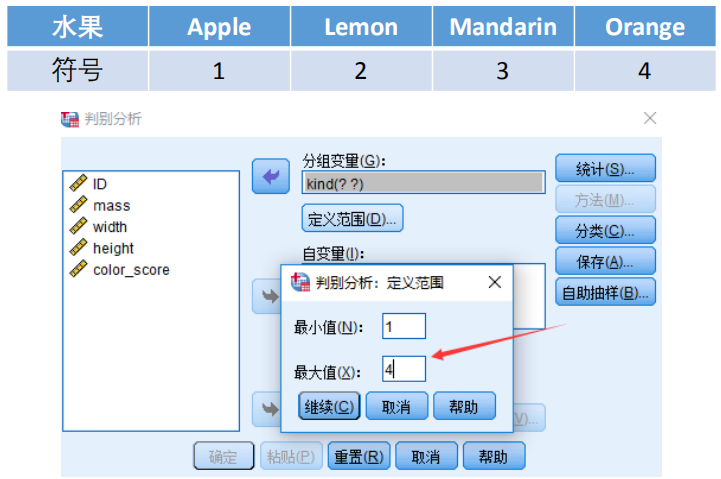 水果 Apple Lemon Mandarin Orange
符号 1 2 3 4
判别分析
分组变量(G):
kind(? ?)
定义范围(D)...
自变量(I):
ID
mass
width
height
color_score
统计(S)...
方法(M)...
分类(C)...
保存(A)...
自助抽样(B)...
判别分析：定义范围
最小值(N): 1
最大值(X): 4
继续(C) 取消 帮助
V)...
确定 粘贴(P) 重置(R) 取消 帮助